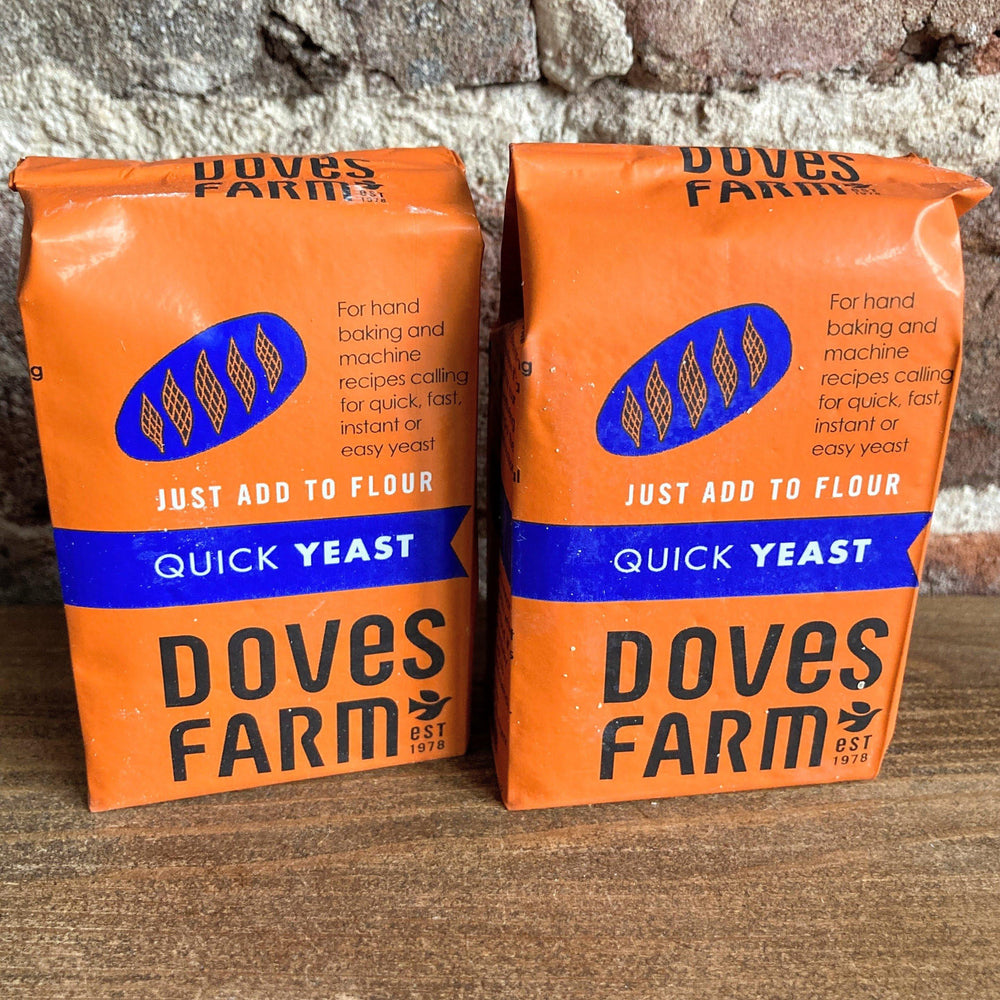 DOVES
FARM
EST
1978
For hand
baking and
machine
recipes calling
for quick, fast,
instant or
easy yeast
JUST ADD TO FLOUR
QUICK YEAST
DOVES
FARM
EST
1978
DOVES
FARM
EST
For hand
baking and
machine
recipes calling
for quick, fast,
instant or
easy yeast
JUST ADD TO FLOUR
QUICK YEAST
DOVES
FARM
EST
1978